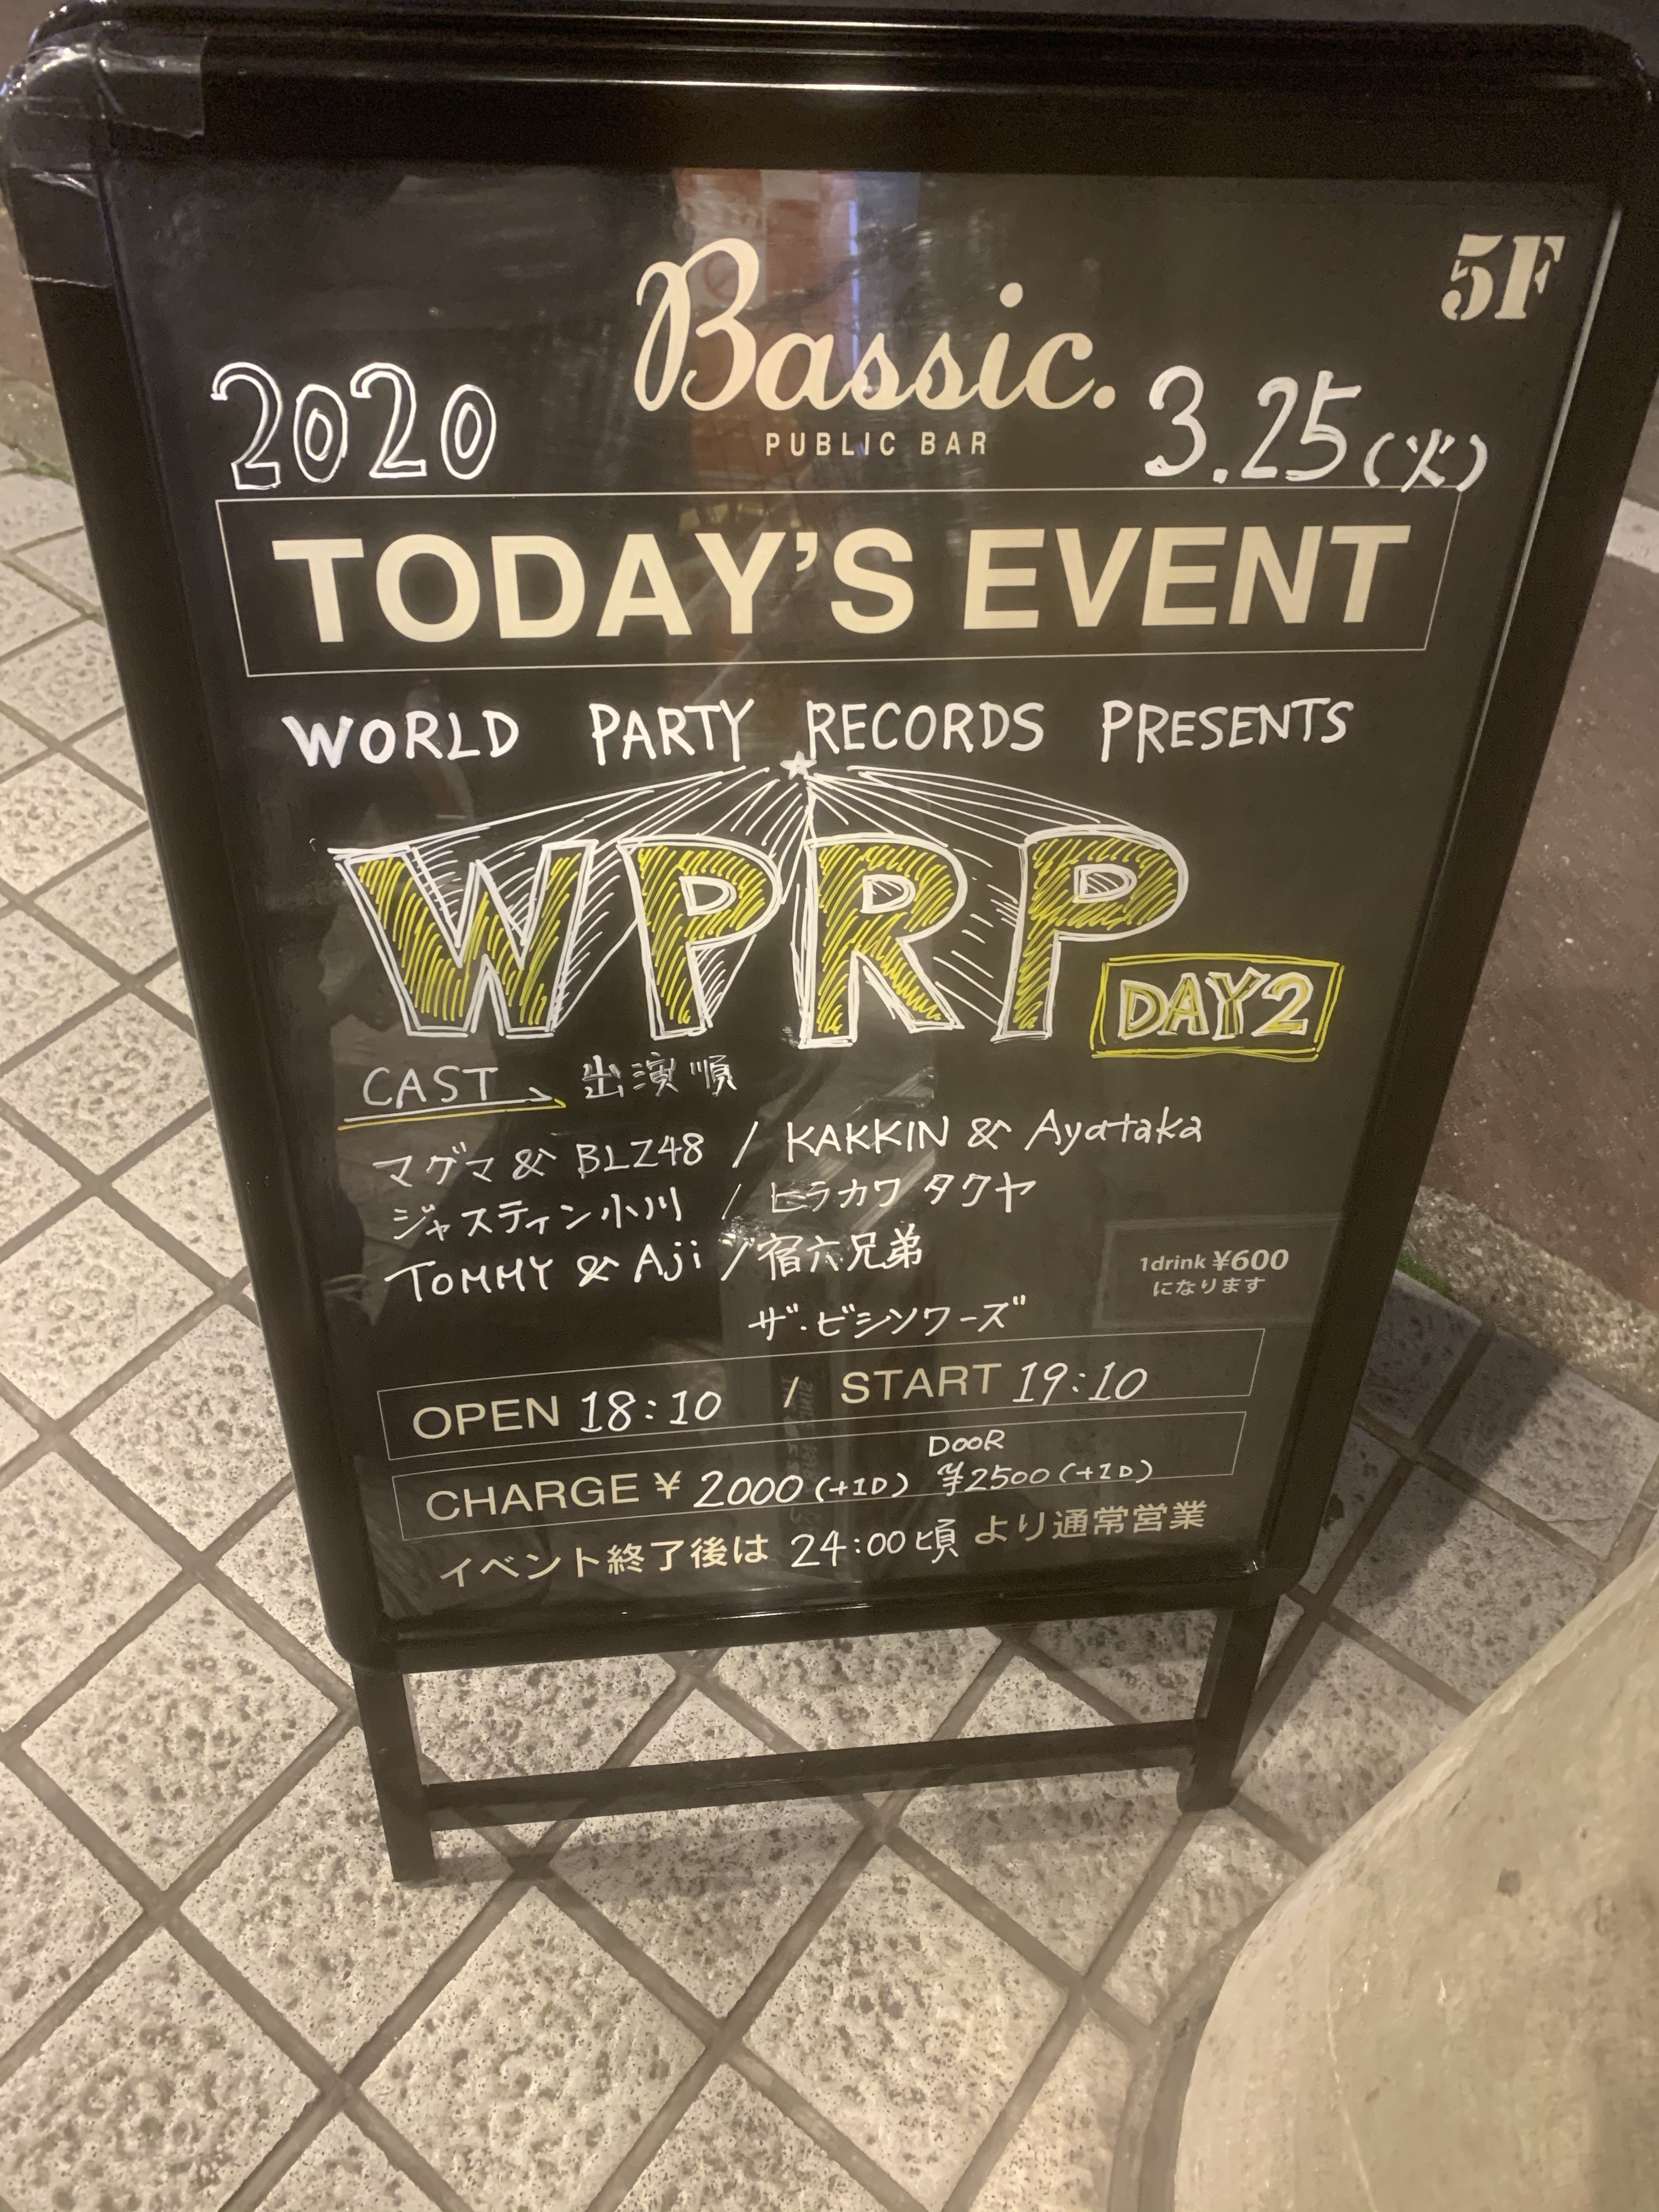 5F
Bassic.
PUBLIC BAR
2020 3.25(火)
TODAY'S EVENT
WORLD PARTY RECORDS PRESENTS
WPRP DAY2
CAST 出演順
マグマ & BLZ48 / KAKKIN & Ayataka
ジャスティン小川 / ヒラカワ タクヤ
TOMMY & Aji / 宿六兄弟
ザ・ビシソワーズ
1drink ¥600
になります
OPEN 18:10 / START 19:10
DOOR
CHARGE ¥ 2000(+1D) ¥2500(+1D)
イベント終了後は 24:00頃 より通常営業